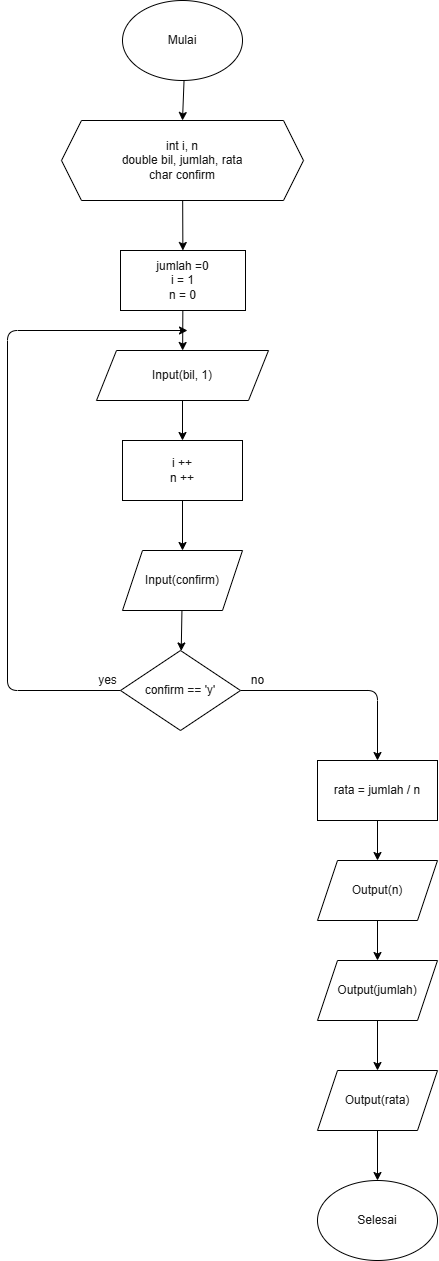 Mulai
int i, n
double bil, jumlah, rata
char confirm
jumlah =0
i = 1
n = 0
Input(bil, 1)
i ++
n ++
Input(confirm)
yes
confirm == 'y'
no
rata = jumlah / n
Output(n)
Output(jumlah)
Output(rata)
Selesai